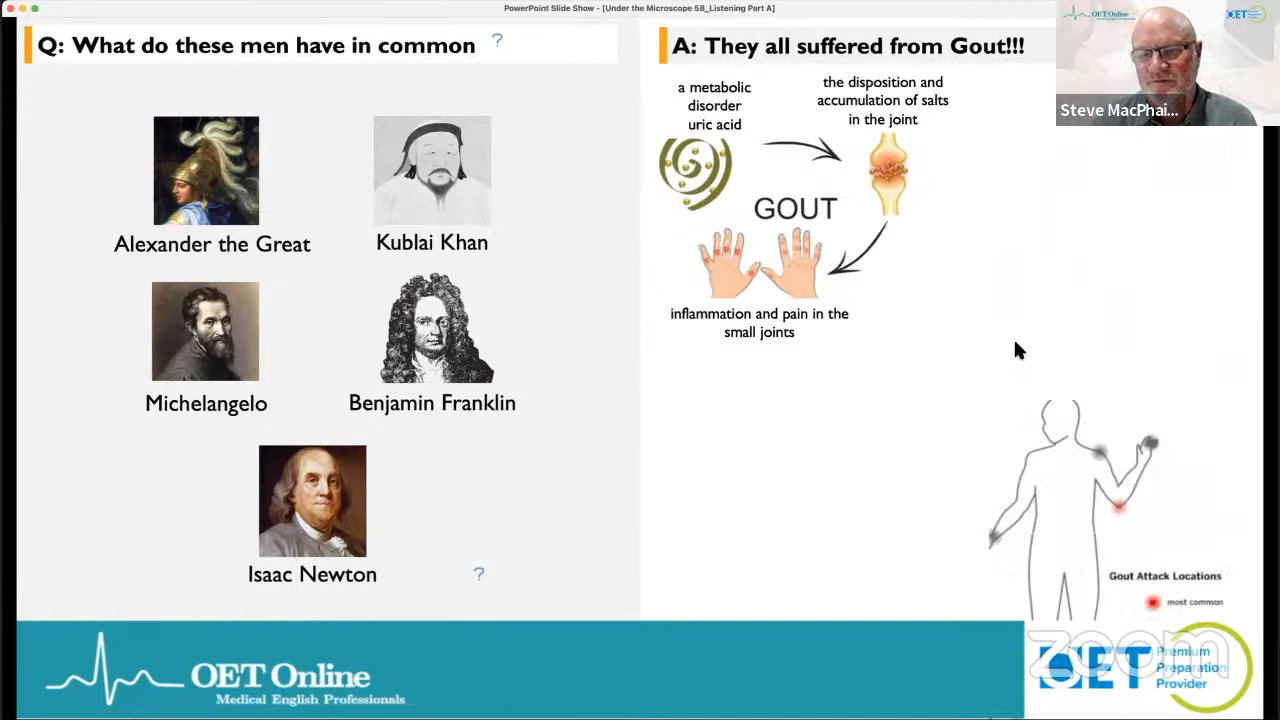 PowerPoint Slide Show - [Under the Microscope 58_Listening Part A]
Q: What do these men have in common ?
Alexander the Great
Kublai Khan
Michelangelo
Benjamin Franklin
Isaac Newton
?
A: They all suffered from Gout!!!
a metabolic
disorder
uric acid
the disposition and
accumulation of salts
in the joint
GOUT
inflammation and pain in the
small joints
Gout Attack Locations
most common
OET Online
Steve MacPhai...
OET Online
Medical English Professionals
zoom
OET
Premium
Preparation
Provider